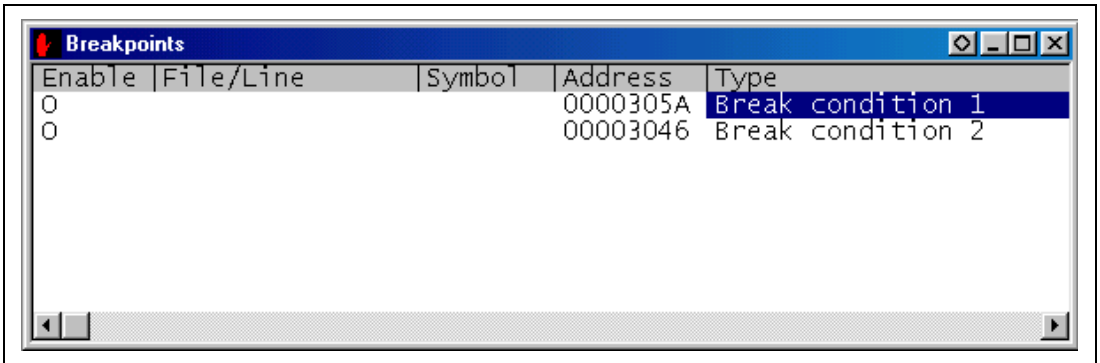 Breakpoints
Enable |File/Line |Symbol |Address |Type
O 0000305A Break condition 1
O 00003046 Break condition 2